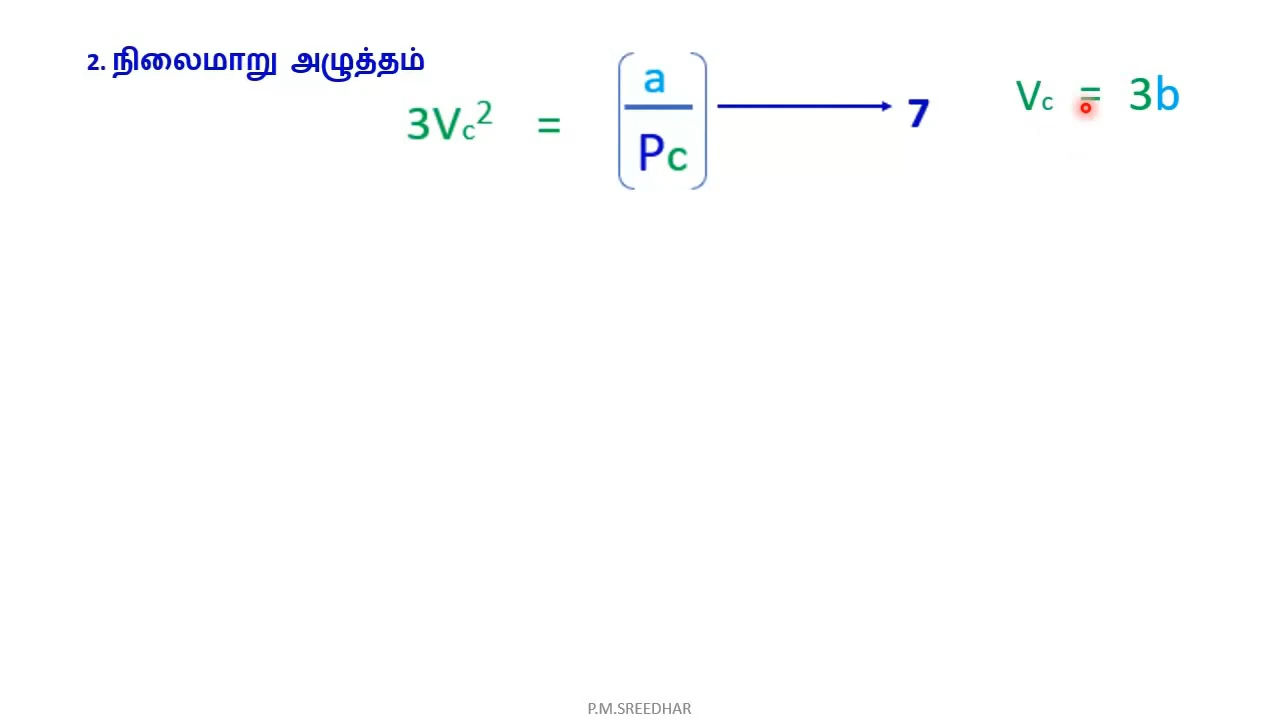 2. நிலைமாறு அழுத்தம்
3Vc² = (a/Pc) → 7
Vc = 3b
P.M.SREEDHAR